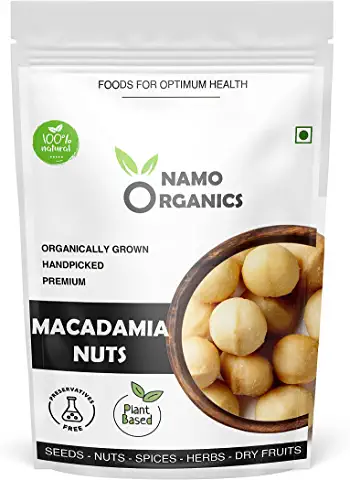 FOODS FOR OPTIMUM HEALTH
100%
natural
NAMO
ORGANICS
ORGANICALLY GROWN
HANDPICKED
PREMIUM
MACADAMIA
NUTS
PRESERVATIVES
FREE
Plant
Based
SEEDS - NUTS - SPICES - HERBS - DRY FRUITS